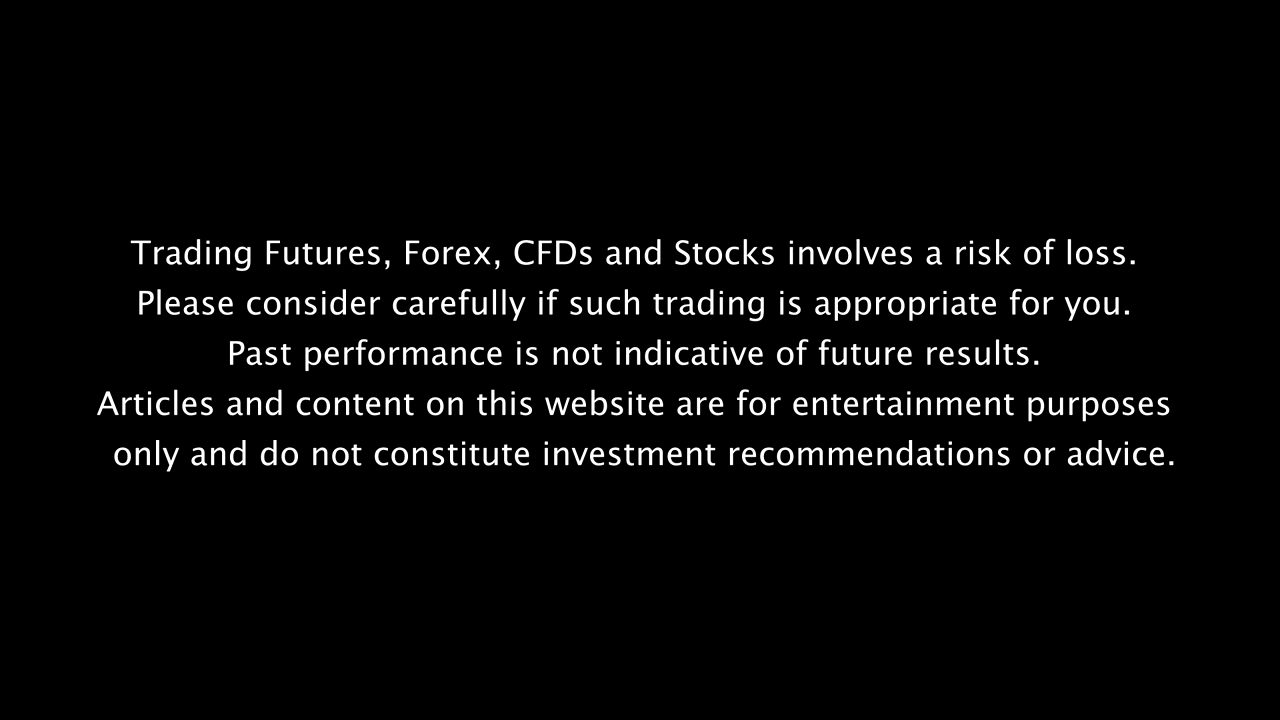 Trading Futures, Forex, CFDs and Stocks involves a risk of loss.
Please consider carefully if such trading is appropriate for you.
Past performance is not indicative of future results.
Articles and content on this website are for entertainment purposes
only and do not constitute investment recommendations or advice.